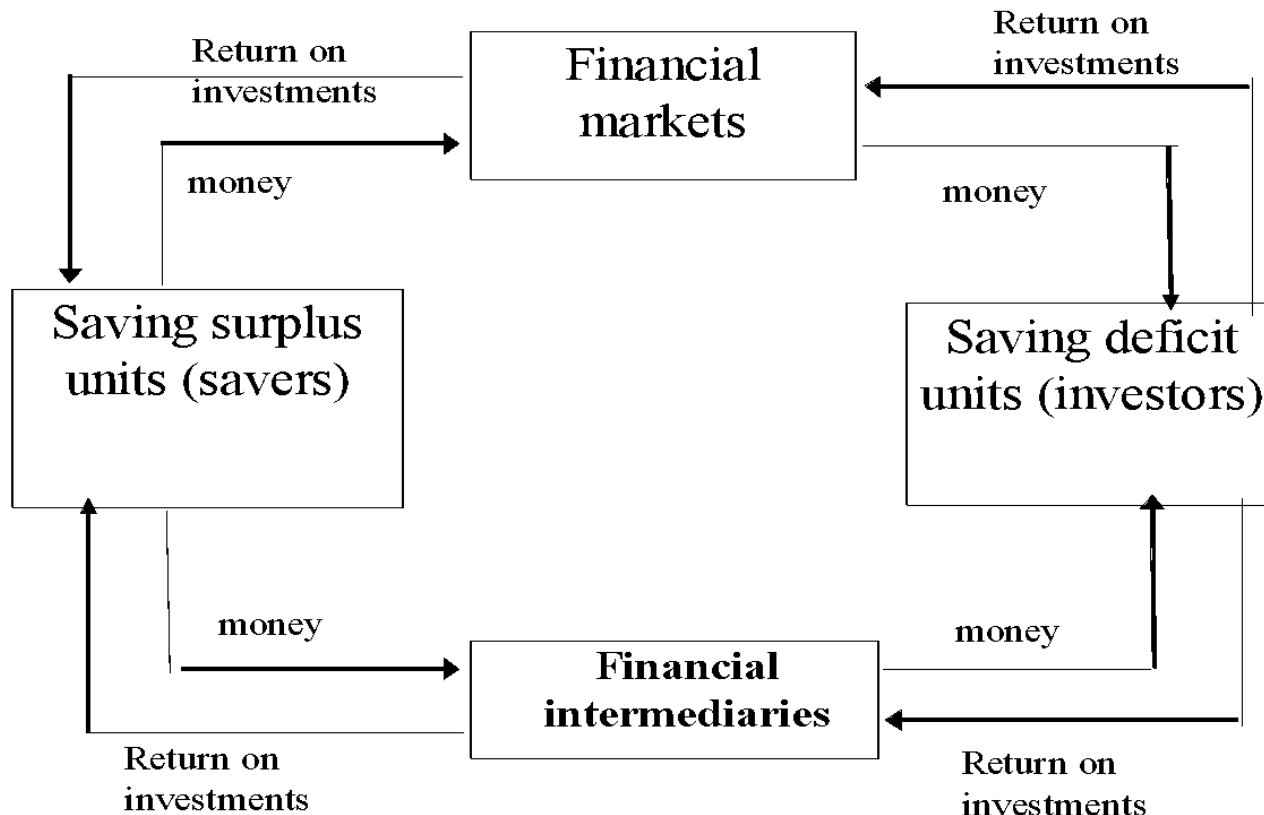 Return on
investments
Financial
markets
Return on
investments
money
money
Saving surplus
units (savers)
Saving deficit
units (investors)
money
money
Financial
intermediaries
Return on
investments
Return on
investments